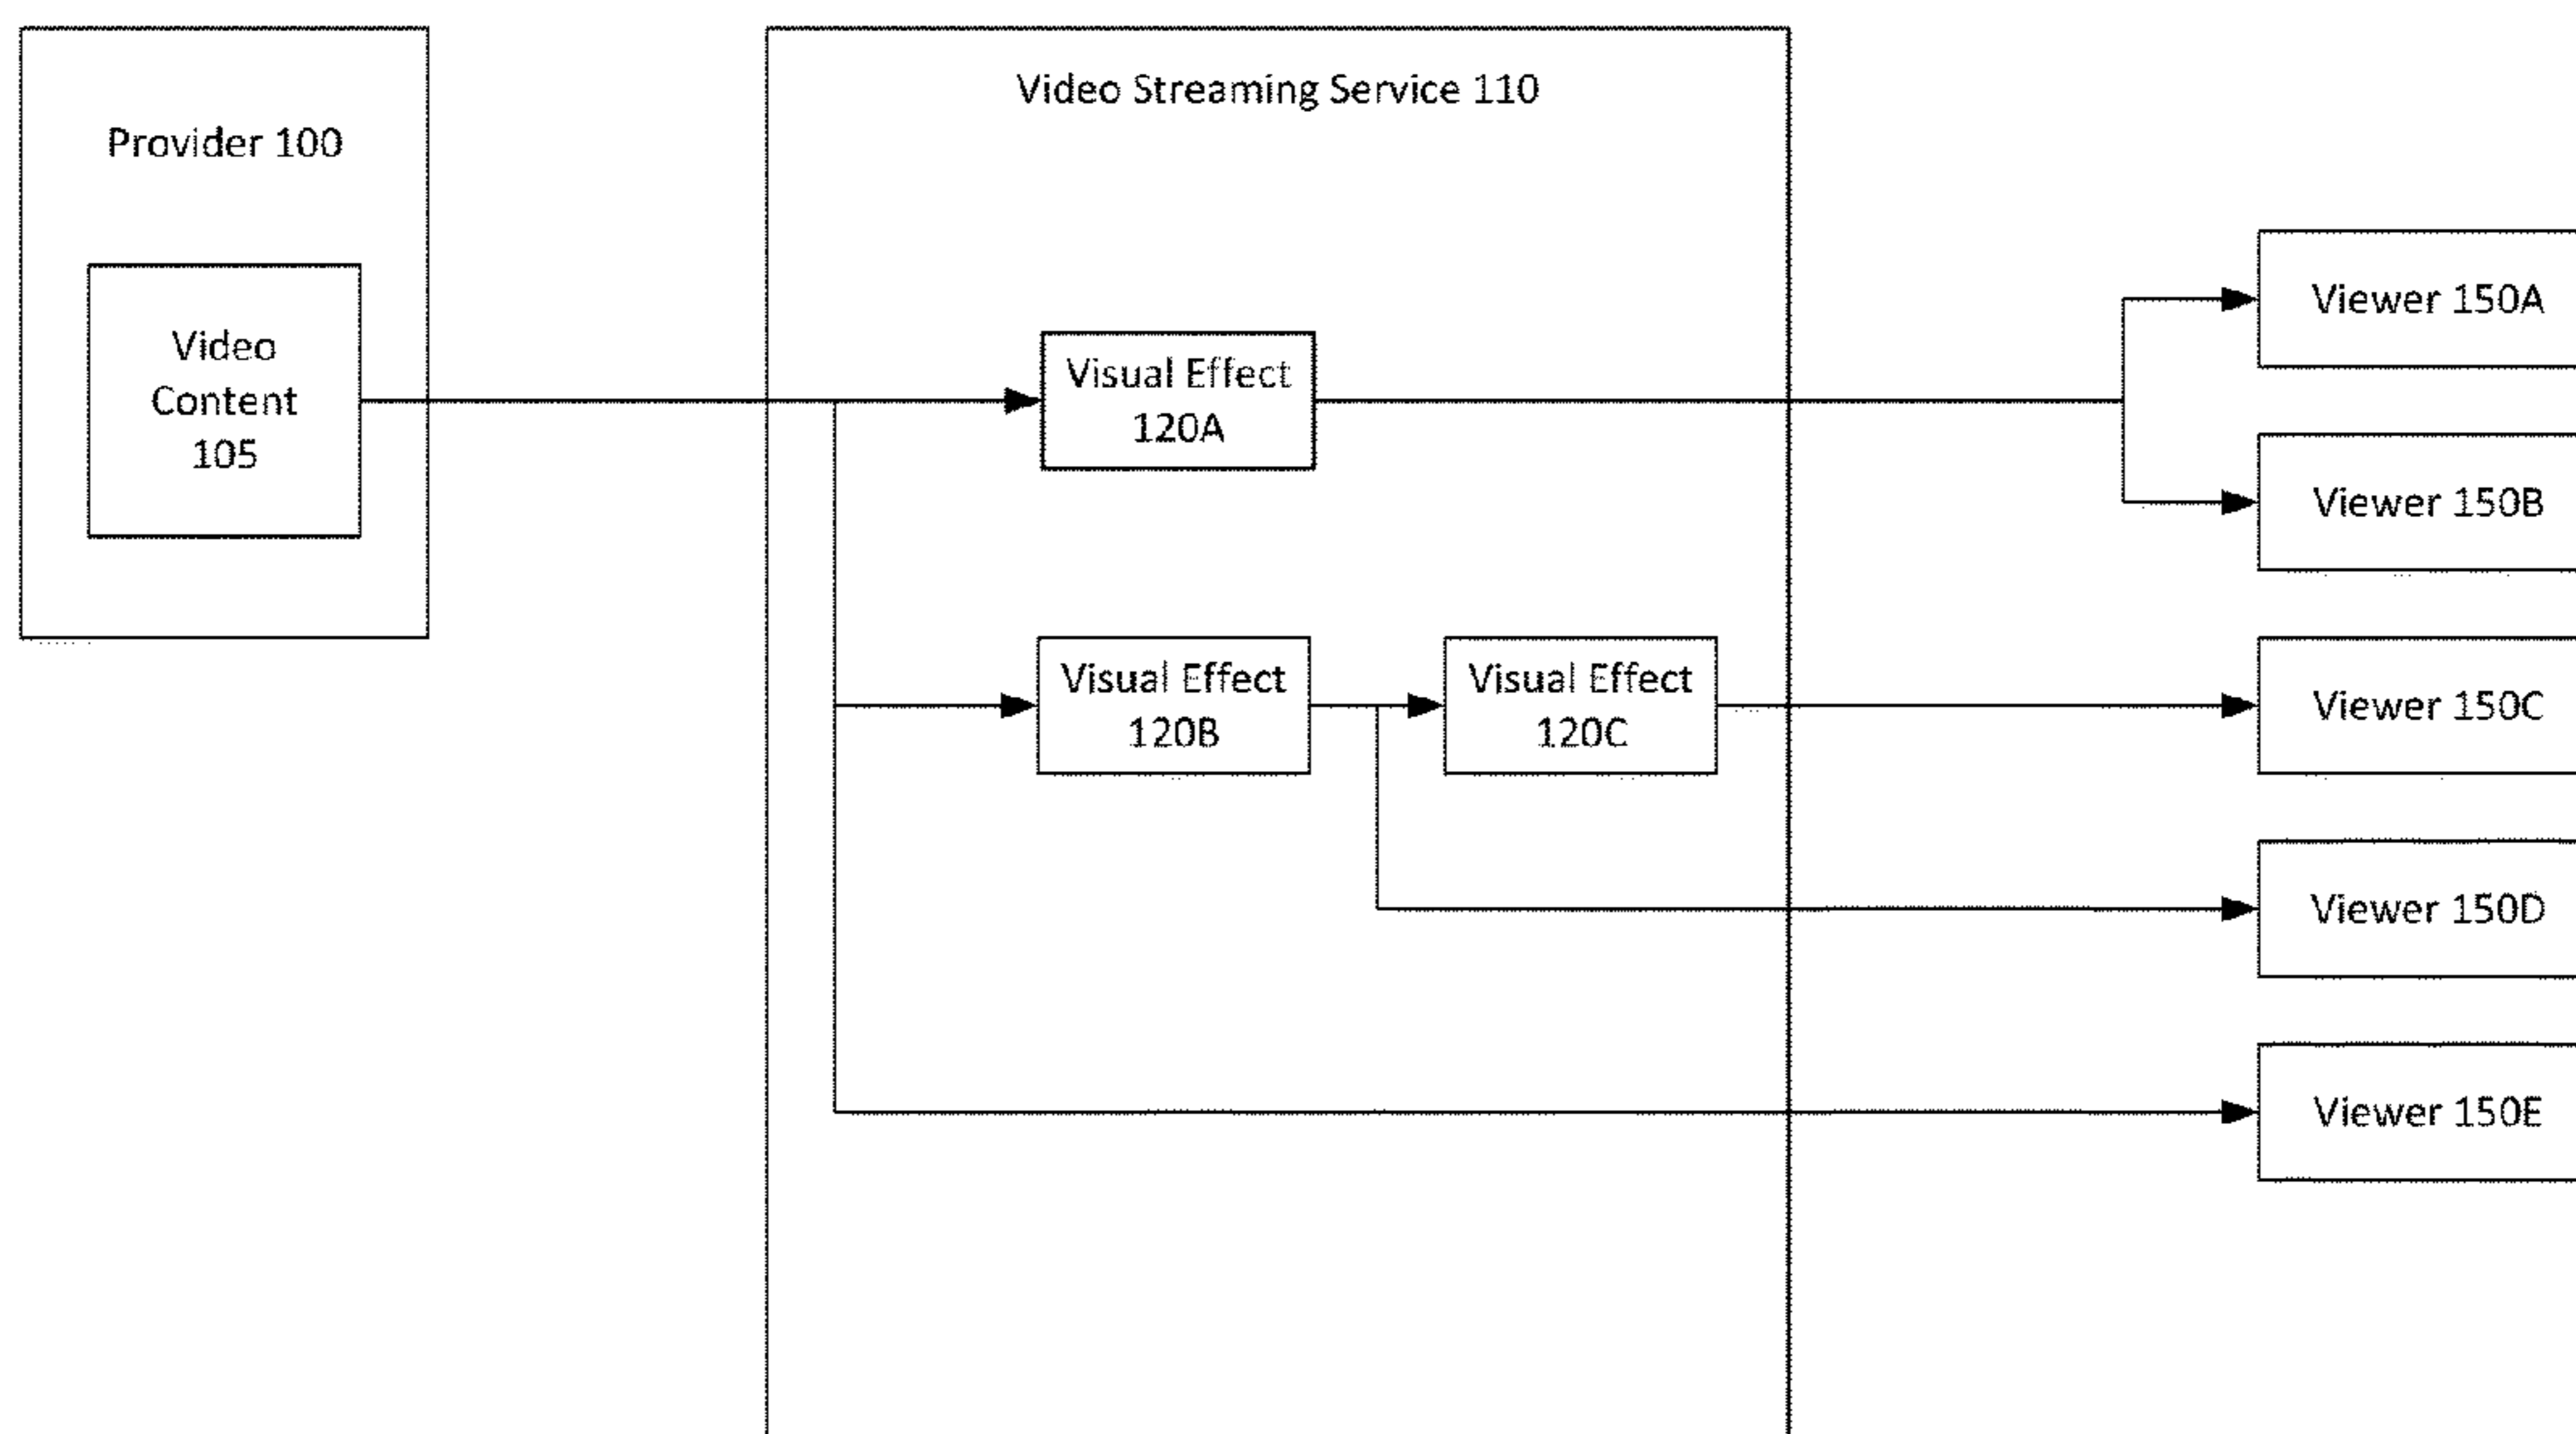 Provider 100
Video
Content
105
Video Streaming Service 110
Visual Effect
120A
Visual Effect
120B
Visual Effect
120C
Viewer 150A
Viewer 150B
Viewer 150C
Viewer 150D
Viewer 150E